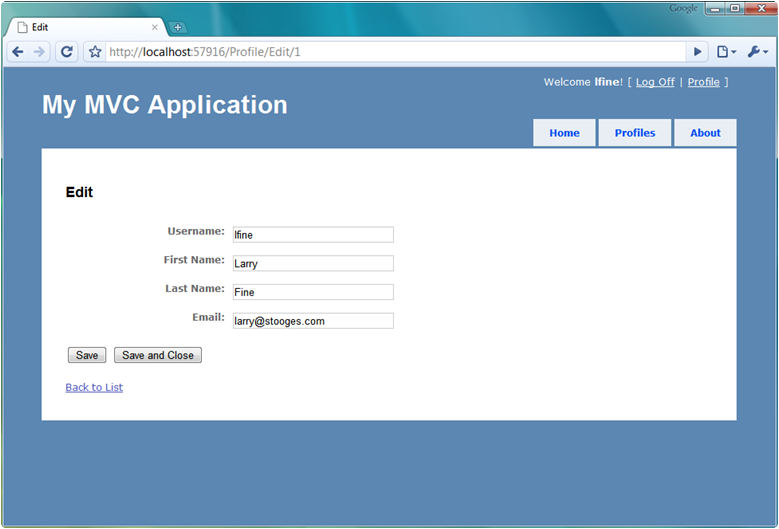 Google
Edit
http://localhost:57916/Profile/Edit/1
Welcome lfine! [ Log Off | Profile ]
My MVC Application
Home Profiles About
Edit
Username: lfine
First Name: Larry
Last Name: Fine
Email: larry@stooges.com
Save Save and Close
Back to List